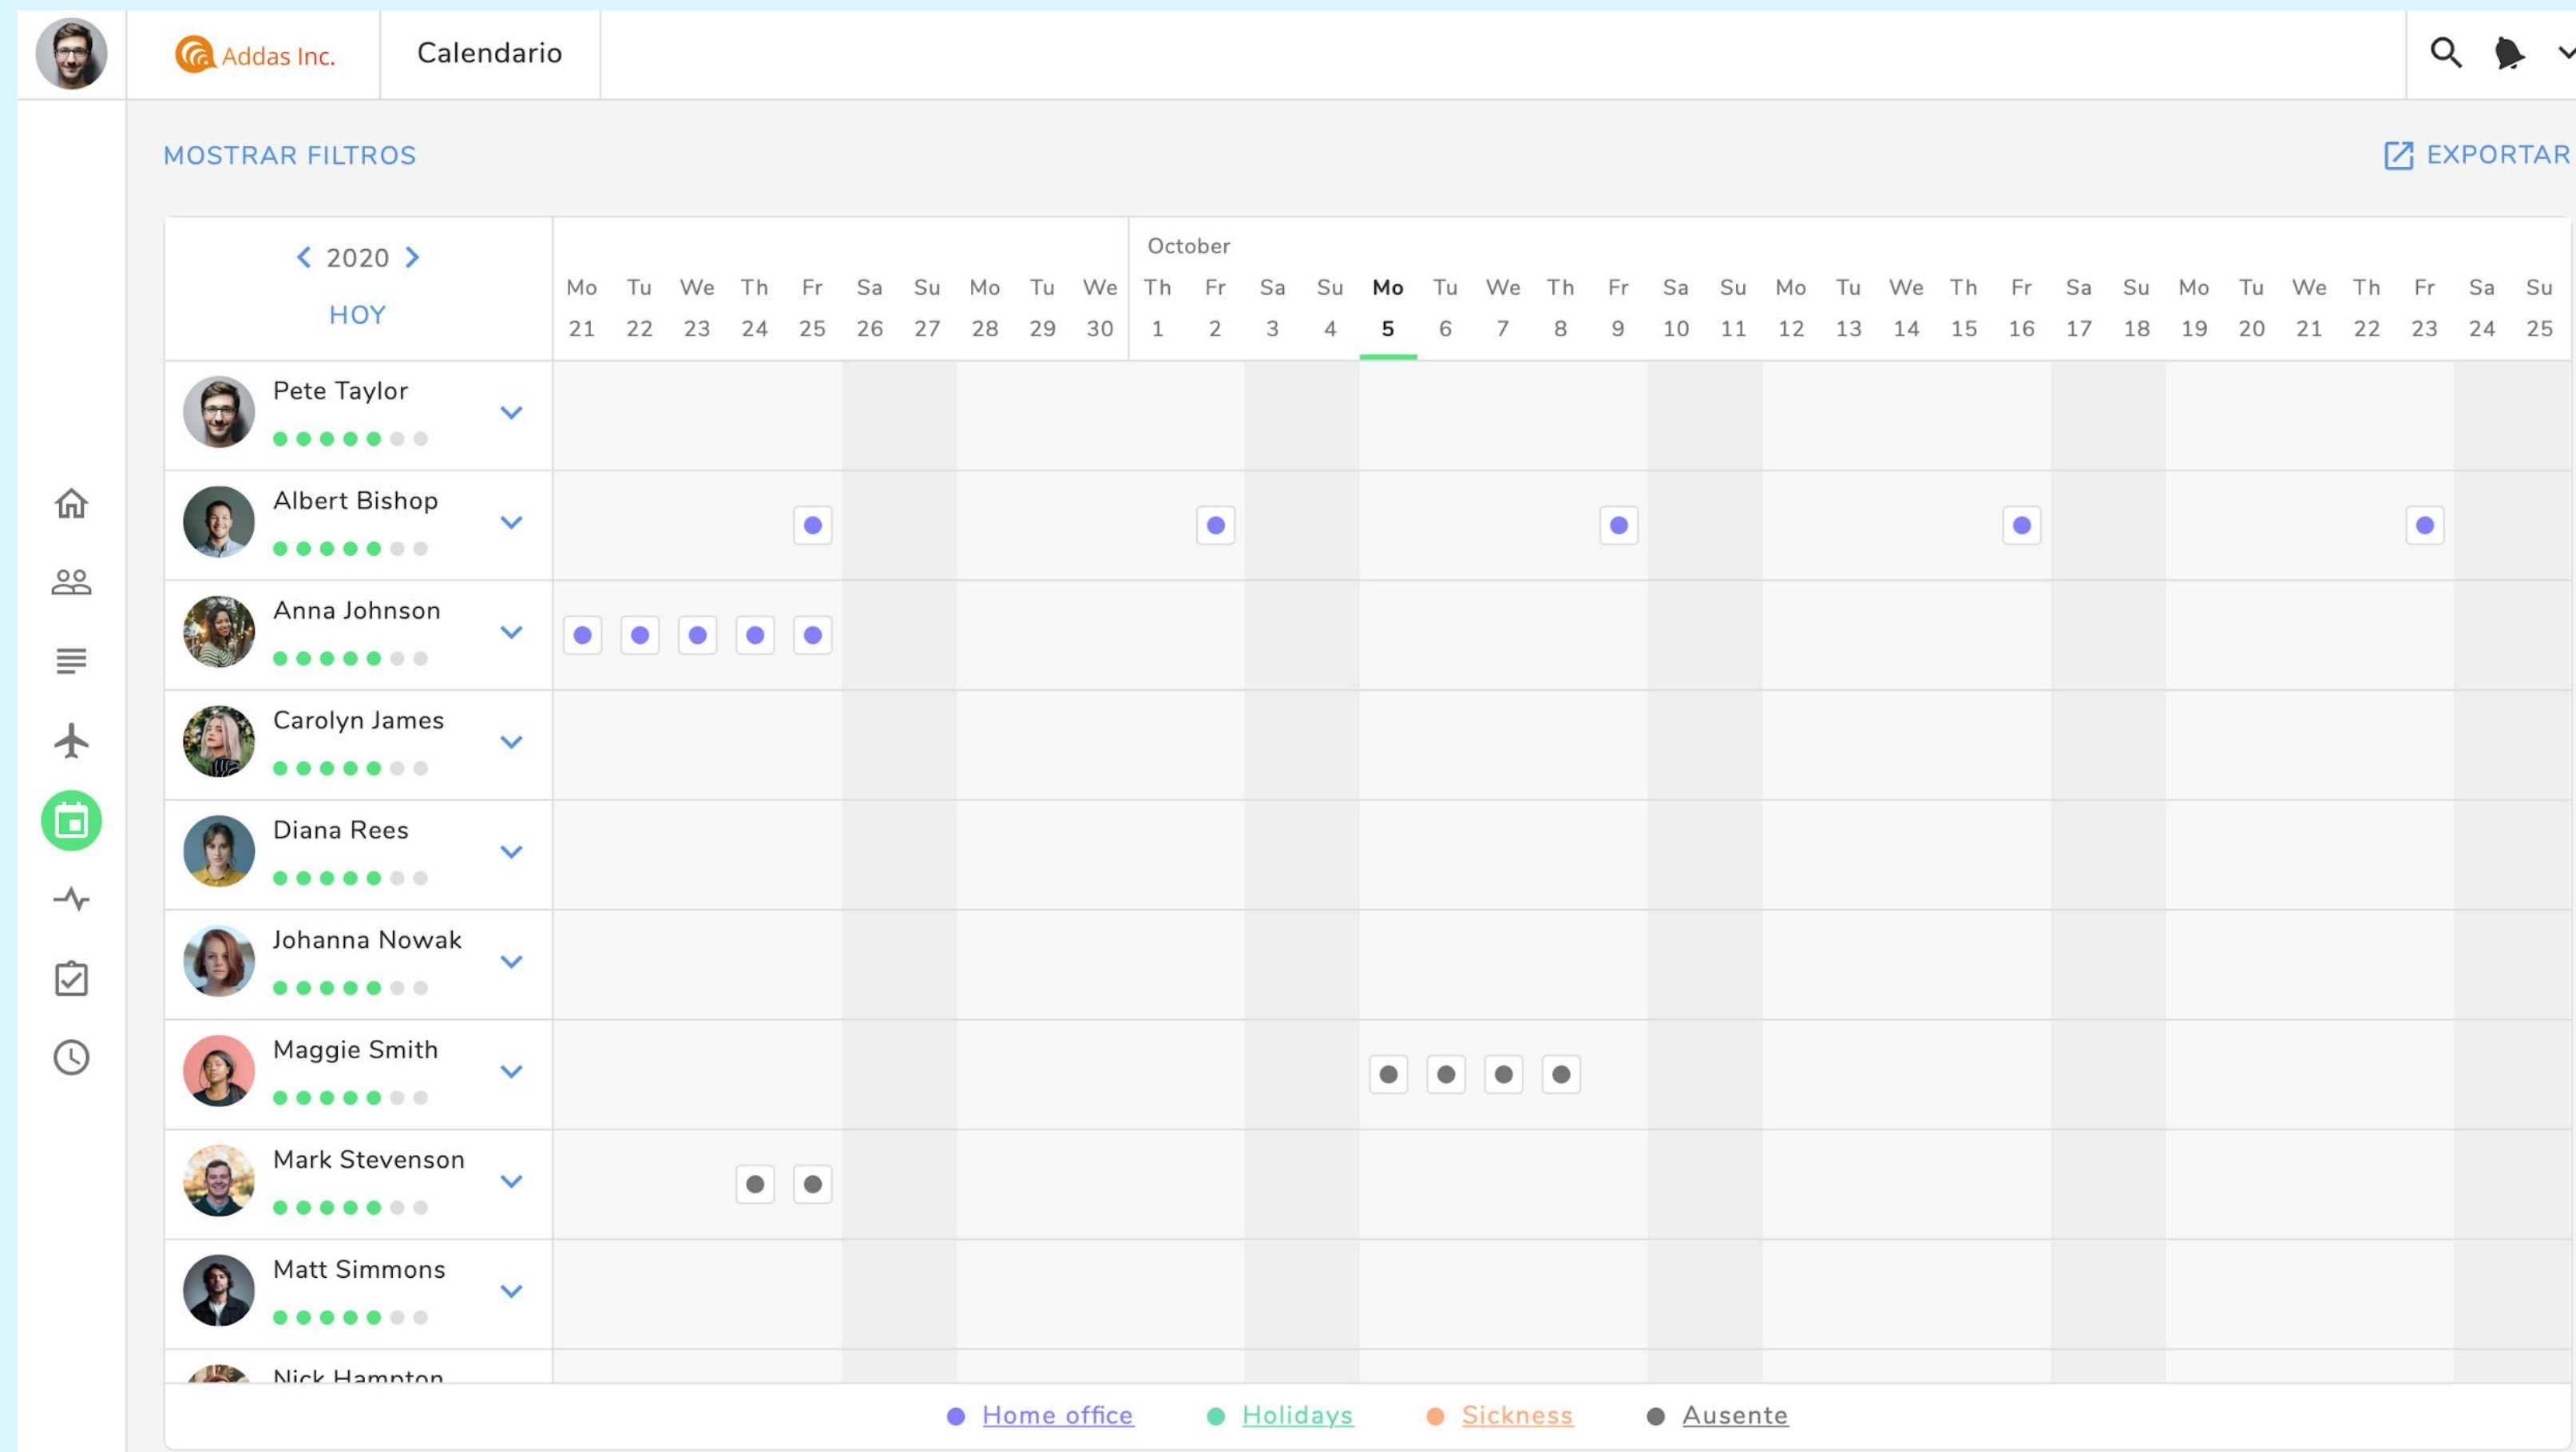 Addas Inc.
Calendario
MOSTRAR FILTROS
EXPORTAR
2020
HOY
October
Mo Tu We Th Fr Sa Su Mo Tu We Th Fr Sa Su Mo Tu We Th Fr Sa Su Mo Tu We Th Fr Sa Su Mo Tu We Th Fr Sa Su
21 22 23 24 25 26 27 28 29 30 1 2 3 4 5 6 7 8 9 10 11 12 13 14 15 16 17 18 19 20 21 22 23 24 25
Pete Taylor
Albert Bishop
Anna Johnson
Carolyn James
Diana Rees
Johanna Nowak
Maggie Smith
Mark Stevenson
Matt Simmons
Nick Hampton
Home office
Holidays
Sickness
Ausente